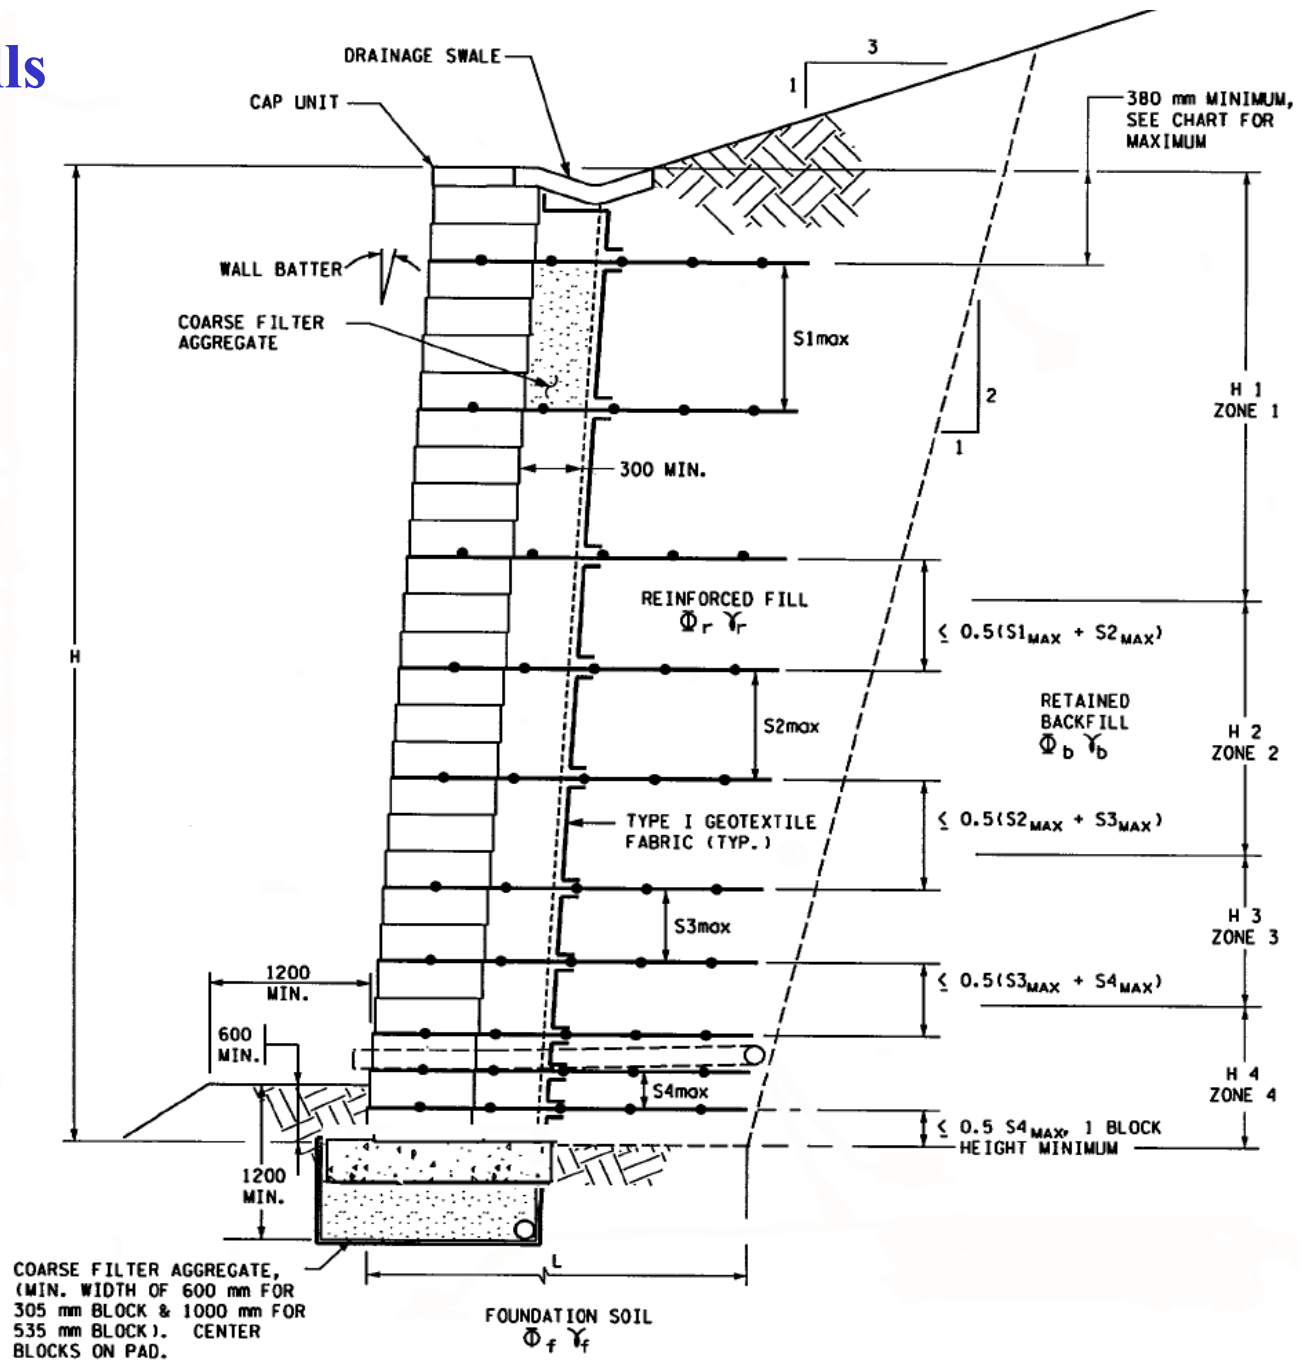 lls
DRAINAGE SWALE
3
1
CAP UNIT
380 mm MINIMUM,
SEE CHART FOR
MAXIMUM
WALL BATTER
COARSE FILTER
AGGREGATE
S1max
2
1
H 1
ZONE 1
300 MIN.
REINFORCED FILL
Φr γr
≤ 0.5(S1MAX + S2MAX)
H
RETAINED
BACKFILL
Φb γb
S2max
H 2
ZONE 2
TYPE I GEOTEXTILE
FABRIC (TYP.)
≤ 0.5(S2MAX + S3MAX)
S3max
H 3
ZONE 3
1200
MIN.
≤ 0.5(S3MAX + S4MAX)
600
MIN.
S4max
H 4
ZONE 4
≤ 0.5 S4MAX, 1 BLOCK
HEIGHT MINIMUM
1200
MIN.
L
COARSE FILTER AGGREGATE,
(MIN. WIDTH OF 600 mm FOR
305 mm BLOCK & 1000 mm FOR
535 mm BLOCK). CENTER
BLOCKS ON PAD.
FOUNDATION SOIL
Φf γf